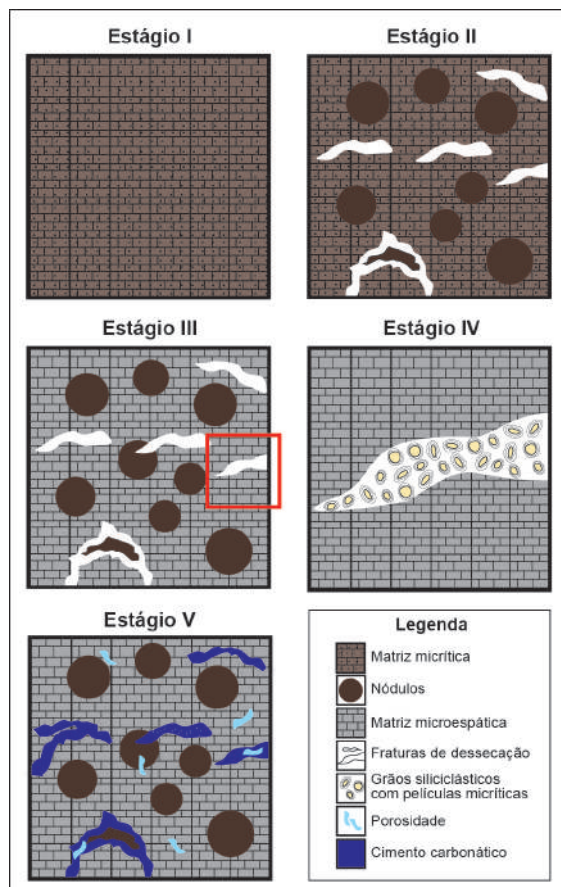 Estágio I
Estágio II
Estágio III
Estágio IV
Estágio V
Legenda
Matriz micrítica
Nódulos
Matriz microespática
Fraturas de dessecação
Grãos siliciclásticos
com películas micríticas
Porosidade
Cimento carbonático